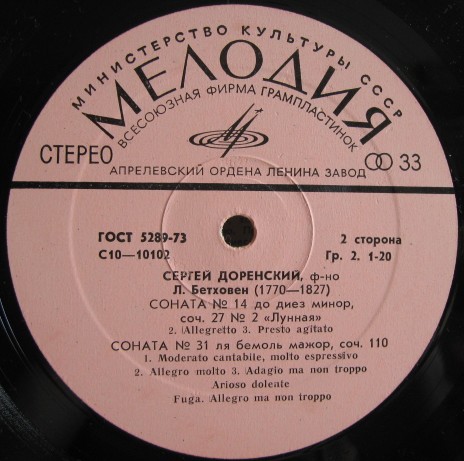 МИНИСТЕРСТВО КУЛЬТУРЫ СССР
МЕЛОДИЯ
ВСЕСОЮЗНАЯ ФИРМА ГРАМПЛАСТИНОК
СТЕРЕО 33
АПРЕЛЕВСКИЙ ОРДЕНА ЛЕНИНА ЗАВОД
ГОСТ 5289-73 2 сторона
С10—10102 Гр. 2. 1-20
СЕРГЕЙ ДОРЕНСКИЙ, ф-но
Л. Бетховен (1770—1827)
СОНАТА № 14 до диез минор,
соч. 27 № 2 «Лунная»
2. Allegretto 3. Presto agitato
СОНАТА № 31 ля бемоль мажор, соч. 110
1. Moderato cantabile, molto espressivo
2. Allegro molto 3. Adagio ma non troppo
Arioso doleate
Fuga. Allegro ma non troppo